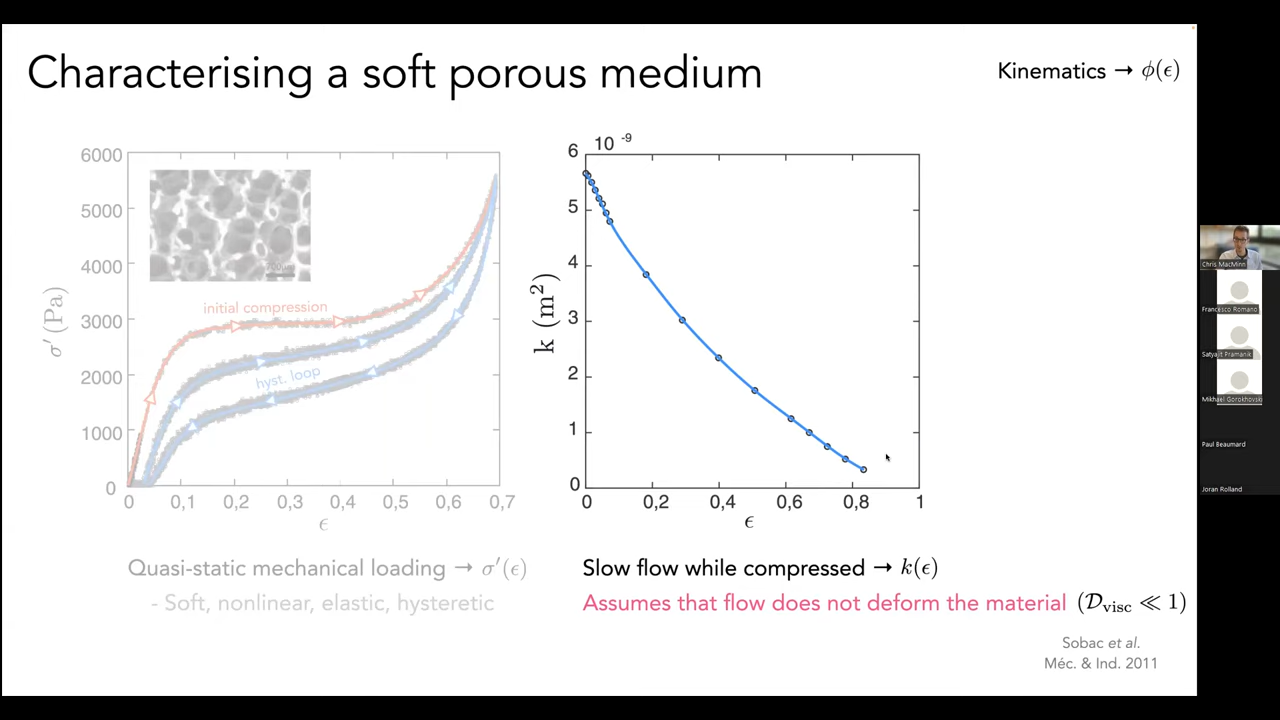 Characterising a soft porous medium
Kinematics → ϕ(ϵ)
6000
5000
4000
3000
2000
1000
0
σ′ (Pa)
initial compression
hyst. loop
0 0,1 0,2 0,3 0,4 0,5 0,6 0,7
ϵ
10 -9
6
5
4
3
2
1
0
k (m²)
0 0,2 0,4 0,6 0,8 1
ϵ
Quasi-static mechanical loading → σ′(ϵ)
- Soft, nonlinear, elastic, hysteretic
Slow flow while compressed → k(ϵ)
Assumes that flow does not deform the material (𝒟visc ≪ 1)
Sobac et al.
Méc. & Ind. 2011
Chris MacMinn
Francesco Romano
Satyajit Pramanik
Mikhael Gorokhovski
Paul Beaumard
Joran Rolland